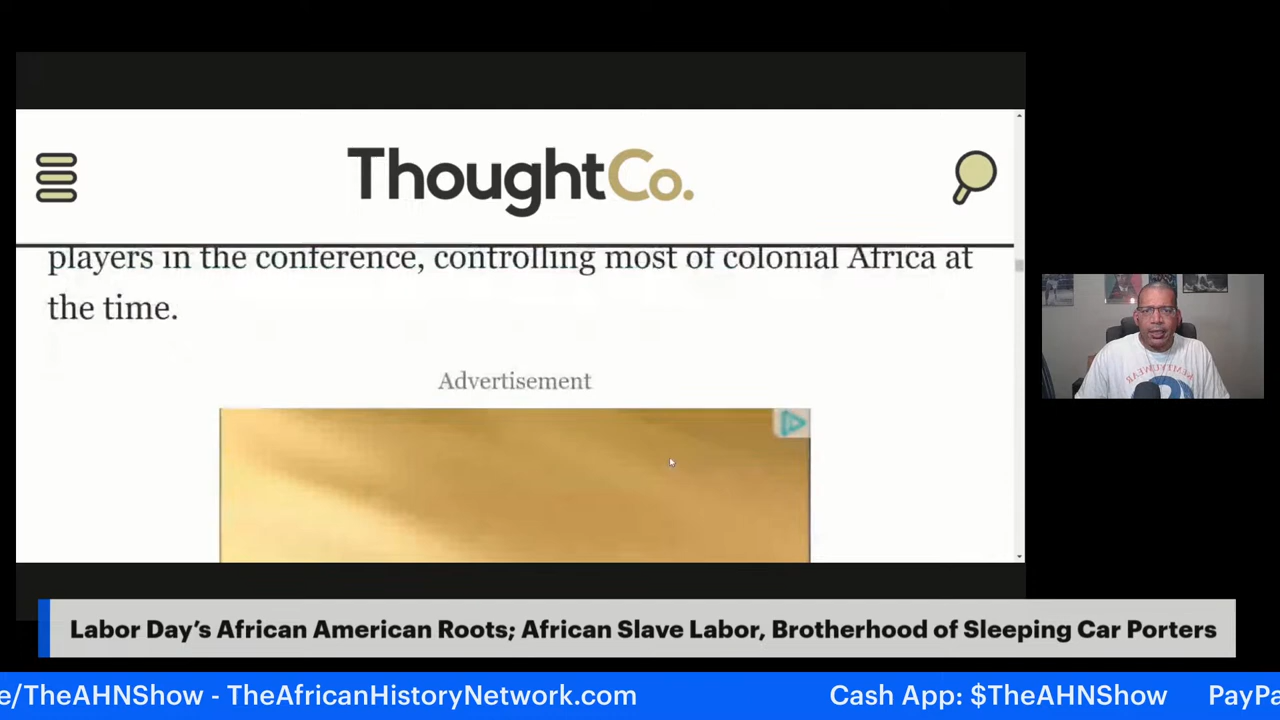 ThoughtCo.
players in the conference, controlling most of colonial Africa at
the time.
Advertisement
Labor Day’s African American Roots; African Slave Labor, Brotherhood of Sleeping Car Porters
e/TheAHNShow - TheAfricanHistoryNetwork.com Cash App: $TheAHNShow PayPa